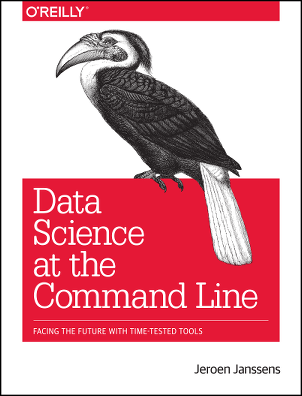 O'REILLY®
Data
Science
at the
Command Line
FACING THE FUTURE WITH TIME-TESTED TOOLS
Jeroen Janssens